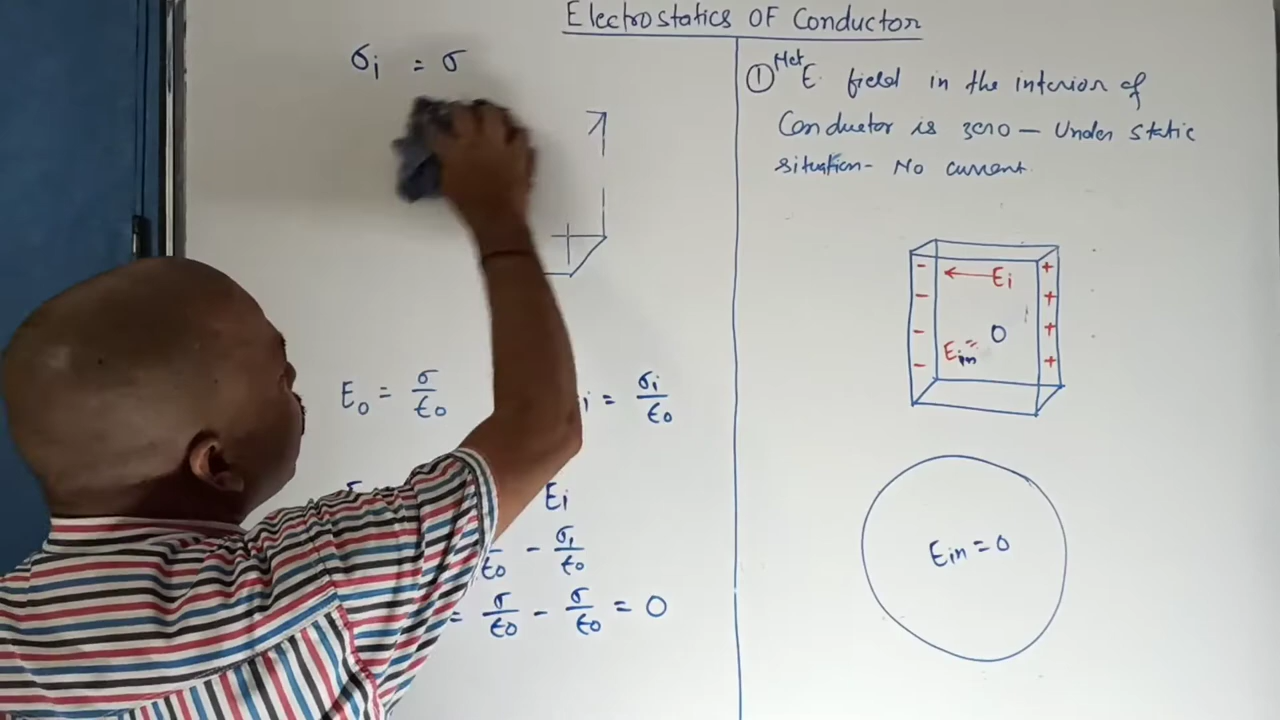 Electrostatics OF Conductor
σi = σ
E0 = σ/ε0
i = σi/ε0
Ei
ε0 - σi/ε0
= σ/ε0 - σ/ε0 = 0
① Net E field in the interior of
Conductor is zero - Under static
situation - No current.
- +
Ei
- +
- +
Ein = 0
- +
Ein = 0